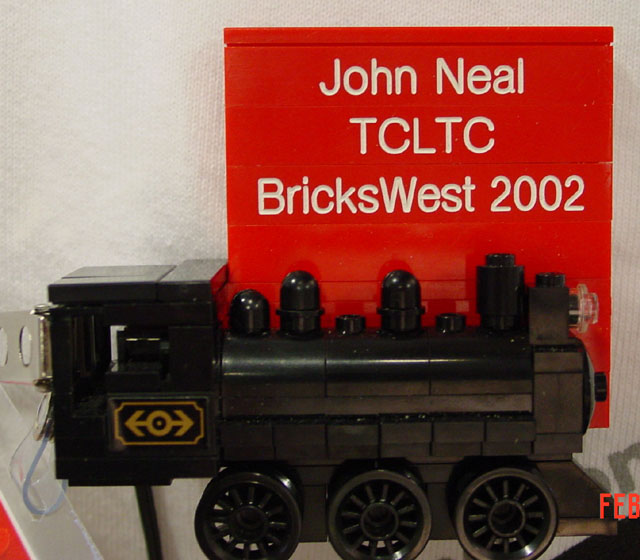 John Neal
TCLTC
BricksWest 2002
FEB